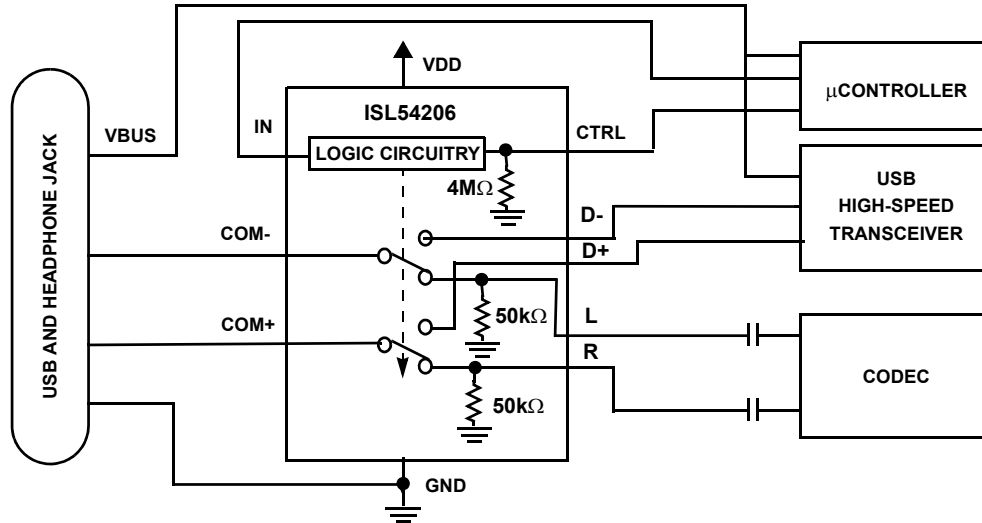 VDD
ISL54206
IN
CTRL
µCONTROLLER
VBUS
LOGIC CIRCUITRY
4MΩ
USB
HIGH-SPEED
TRANSCEIVER
USB AND HEADPHONE JACK
COM-
D-
D+
50kΩ
L
COM+
R
50kΩ
CODEC
GND